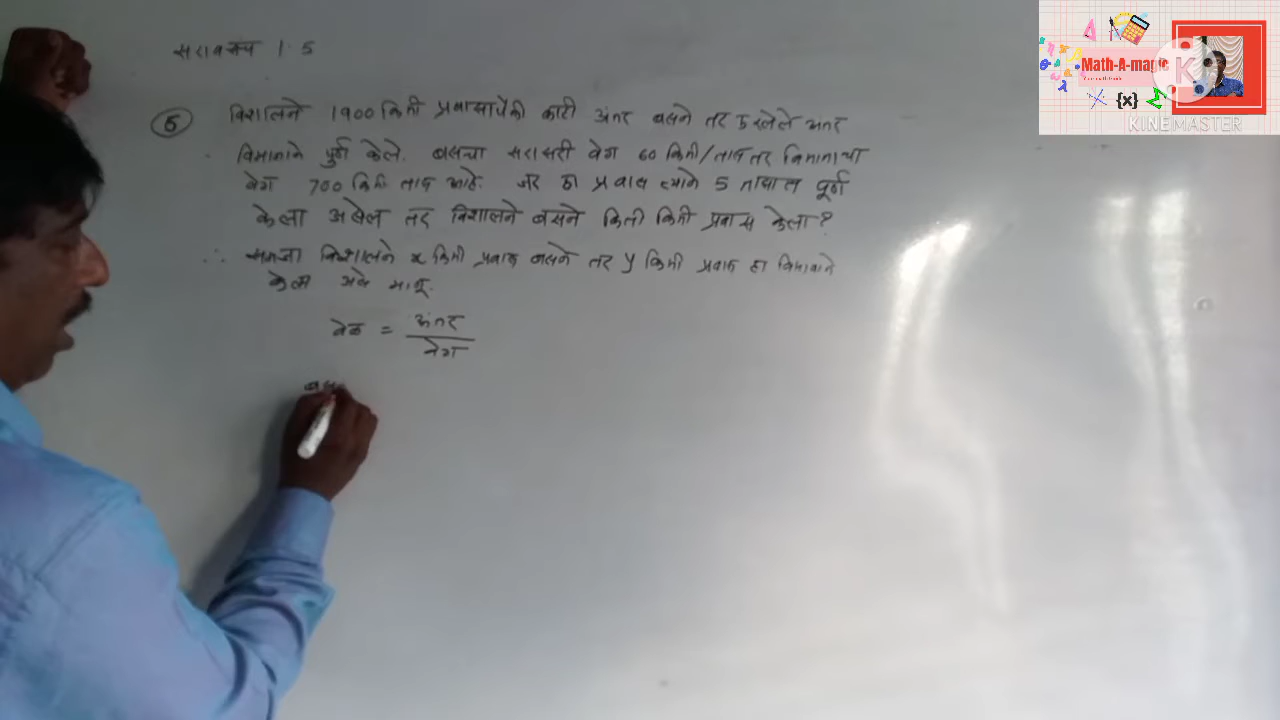 सरावसंच 1.5
5 विशालने 1900 किमी प्रवासापैकी काही अंतर बसने तर उरलेले अंतर
विमानाने पुर्ण केले. बसचा सरासरी वेग 60 किमी/तास तर विमानाचा
वेग 700 किमी तास आहे. जर हा प्रवास त्याने 5 तासात पूर्ण
केला असेल तर विशालने बसने किती किमी प्रवास केला?
∴ समजा विशालने x किमी प्रवास बसने तर y किमी प्रवास हा विमानाने
केला असे मानू.
वेळ = अंतर / वेग
बस
Math-A-magic
{x}
K
KINEMASTER